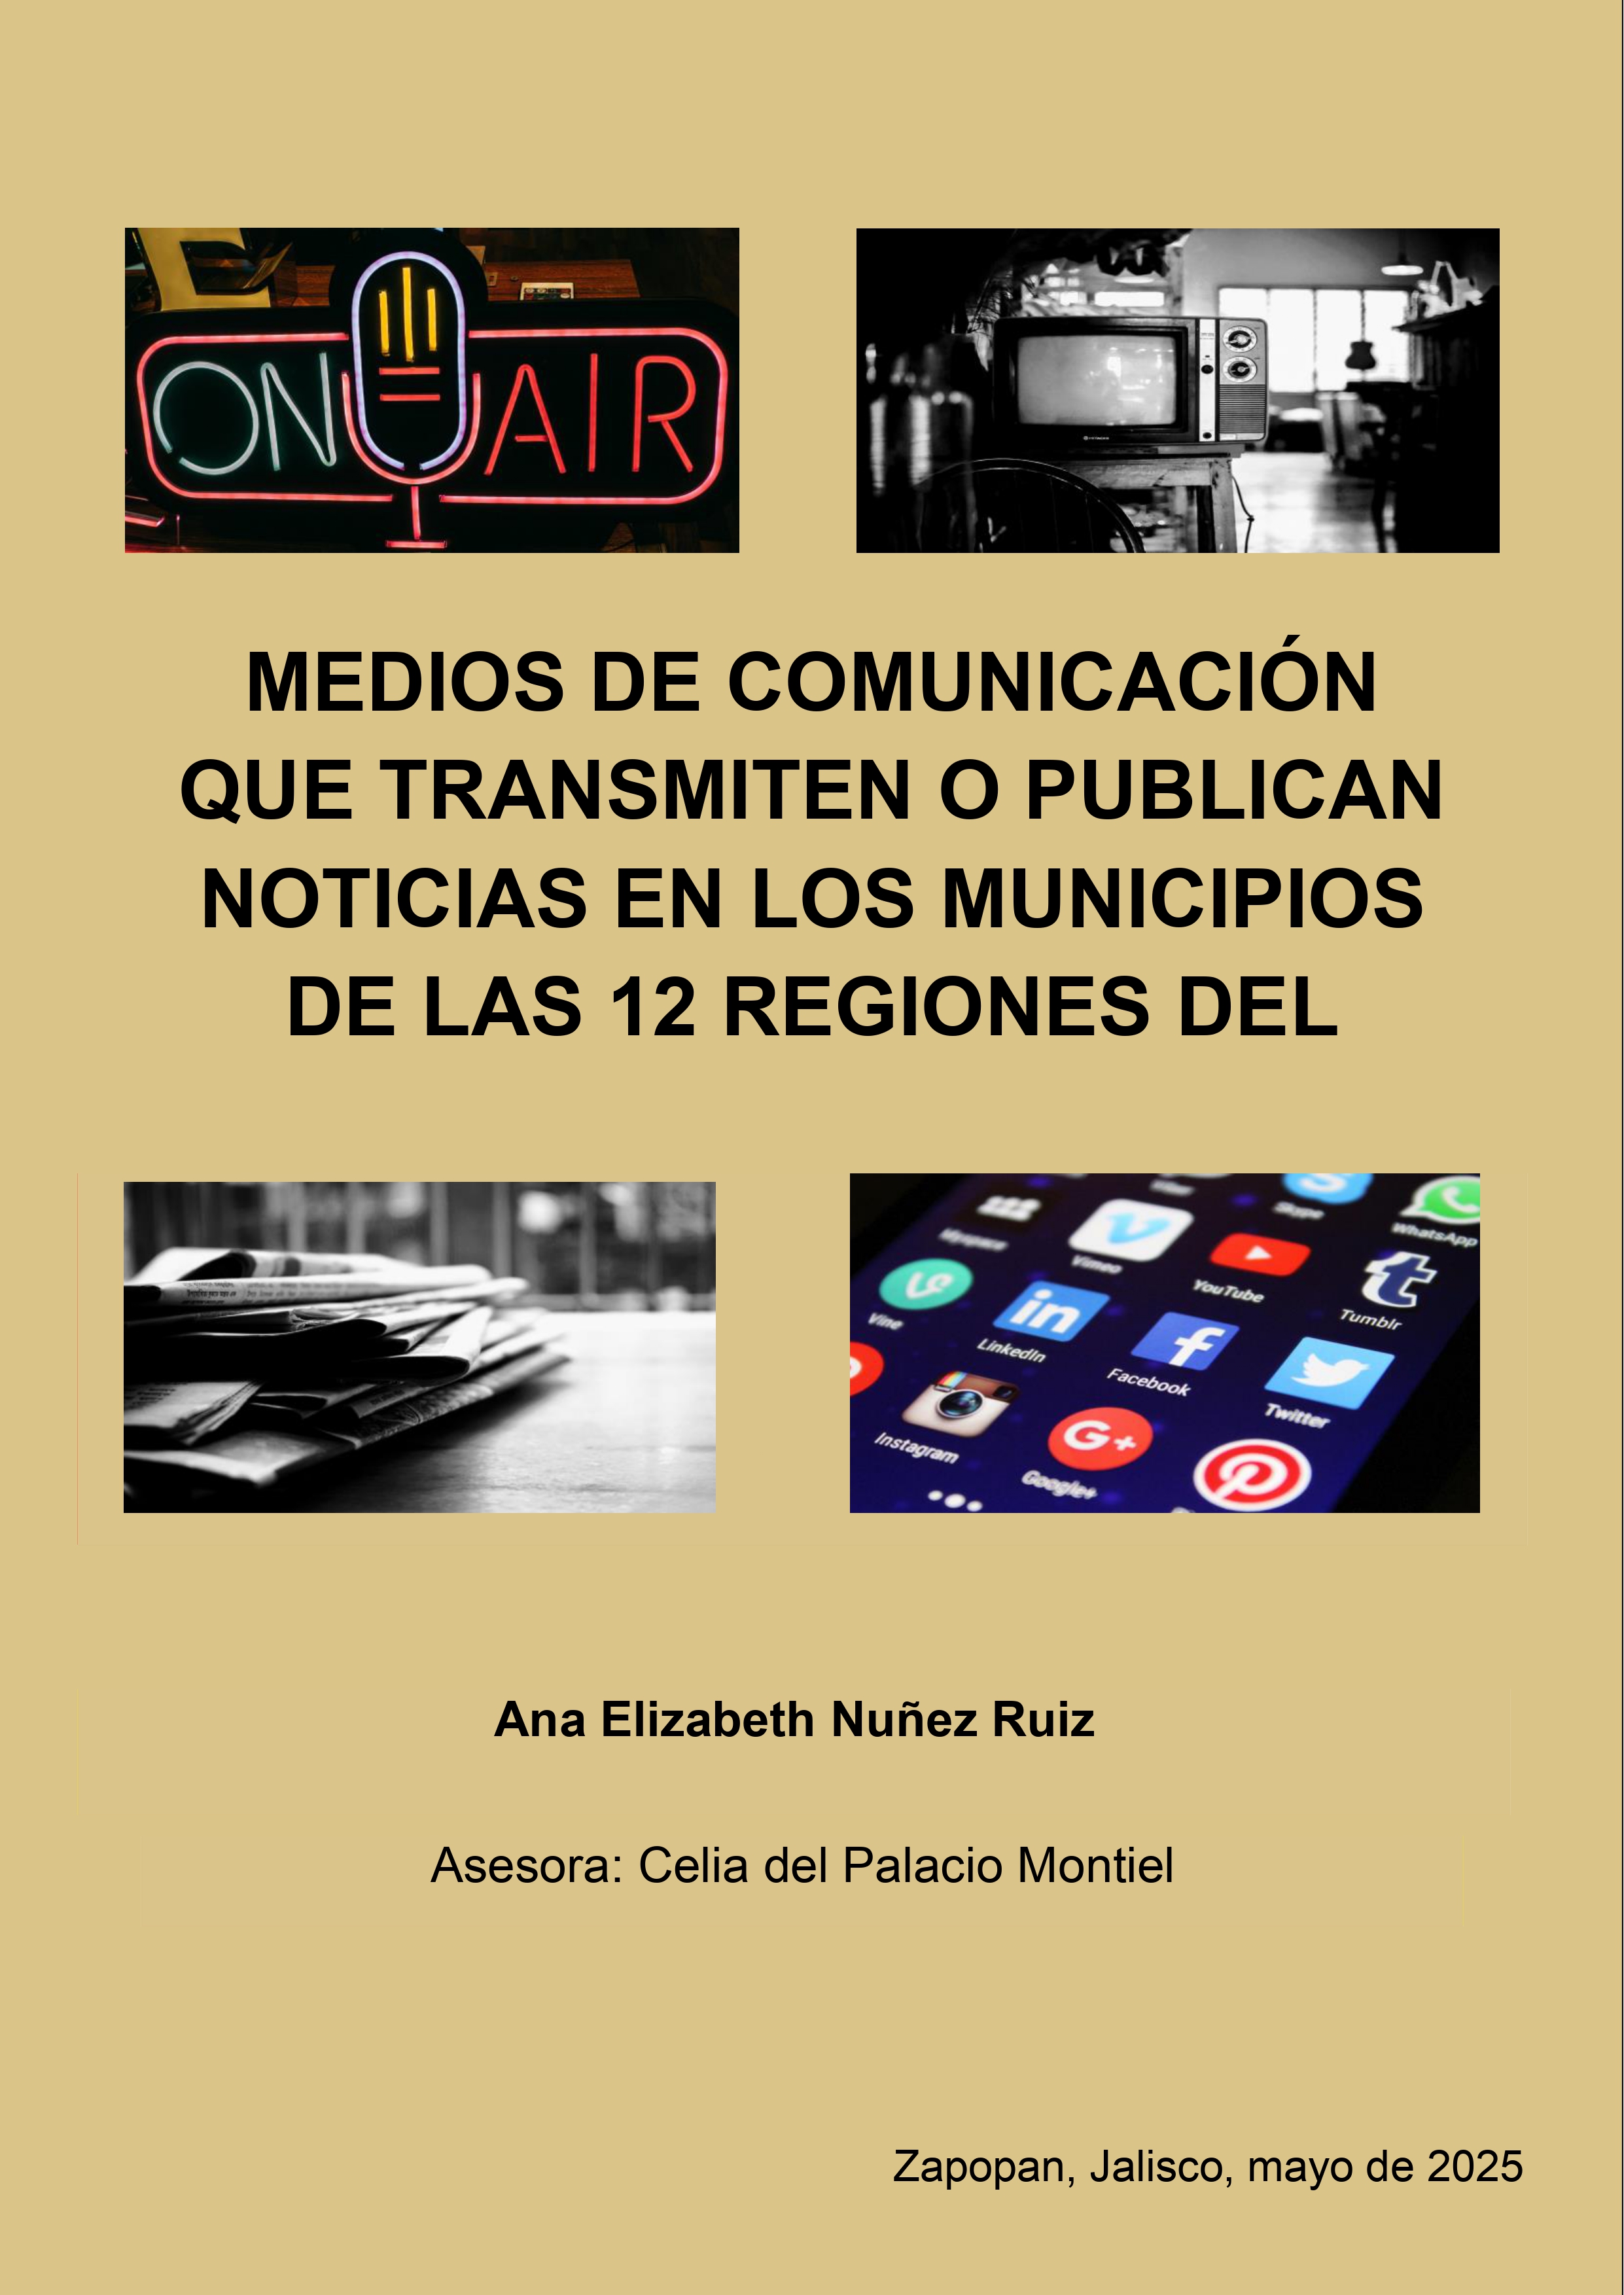 ON AIR
MEDIOS DE COMUNICACIÓN
QUE TRANSMITEN O PUBLICAN
NOTICIAS EN LOS MUNICIPIOS
DE LAS 12 REGIONES DEL
Skype
WhatsApp
Myspace
Vimeo
YouTube
Tumblr
Vine
LinkedIn
Facebook
Twitter
Instagram
Google+
Ana Elizabeth Nuñez Ruiz
Asesora: Celia del Palacio Montiel
Zapopan, Jalisco, mayo de 2025